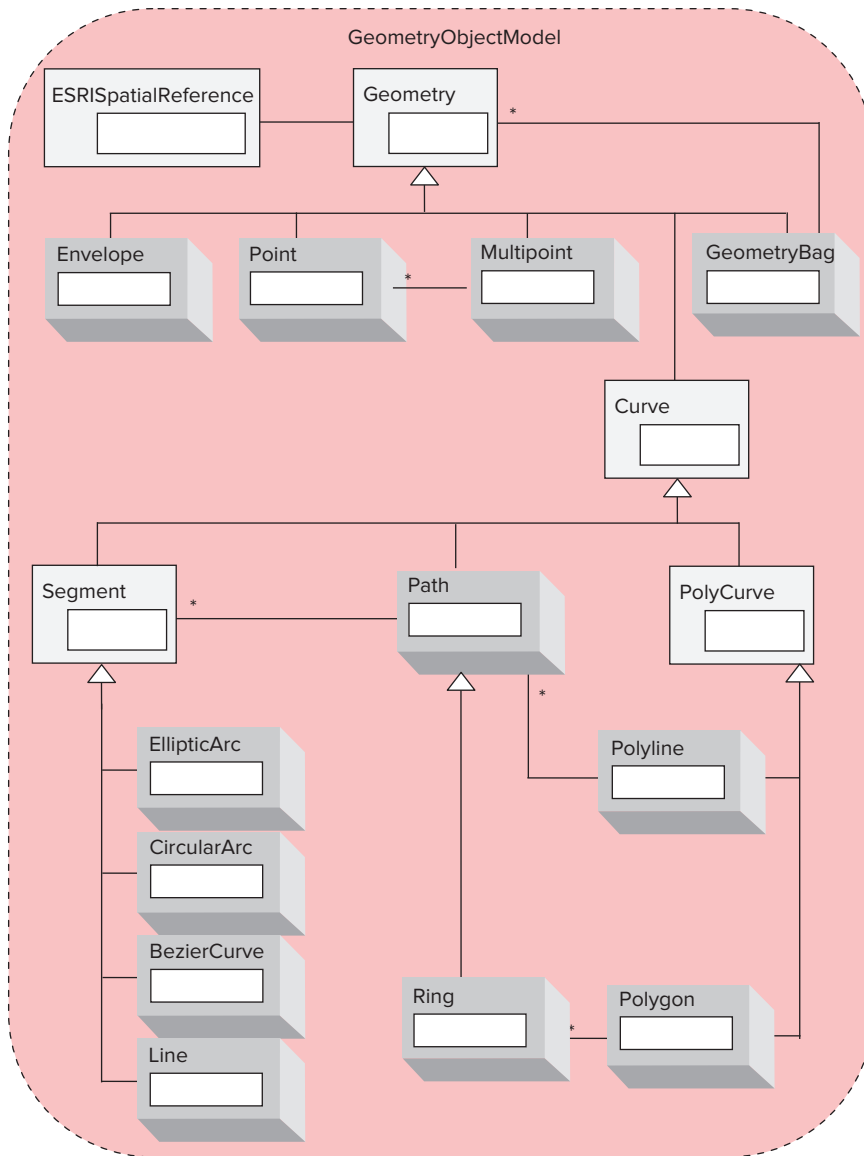 GeometryObjectModel
ESRISpatialReference
Geometry
*
Envelope
Point
*
Multipoint
GeometryBag
Curve
Segment
*
Path
PolyCurve
*
EllipticArc
Polyline
CircularArc
BezierCurve
Ring
*
Polygon
Line